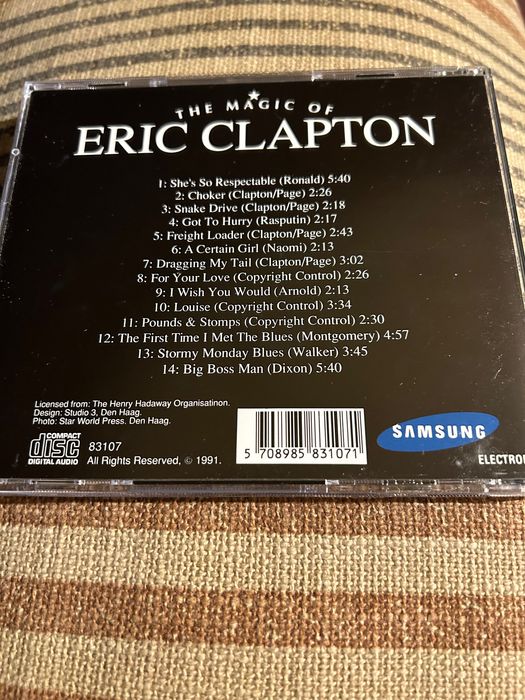 THE MAGIC OF
ERIC CLAPTON
1: She's So Respectable (Ronald) 5:40
2: Choker (Clapton/Page) 2:26
3: Snake Drive (Clapton/Page) 2:18
4: Got To Hurry (Rasputin) 2:17
5: Freight Loader (Clapton/Page) 2:43
6: A Certain Girl (Naomi) 2:13
7: Dragging My Tail (Clapton/Page) 3:02
8: For Your Love (Copyright Control) 2:26
9: I Wish You Would (Arnold) 2:13
10: Louise (Copyright Control) 3:34
11: Pounds & Stomps (Copyright Control) 2:30
12: The First Time I Met The Blues (Montgomery) 4:57
13: Stormy Monday Blues (Walker) 3:45
14: Big Boss Man (Dixon) 5:40
Licensed from: The Henry Hadaway Organisatinon.
Design: Studio 3, Den Haag.
Photo: Star World Press. Den Haag.
COMPACT
disc
DIGITAL AUDIO
83107
All Rights Reserved, © 1991.
5 708985 831071
SAMSUNG
ELECTRON